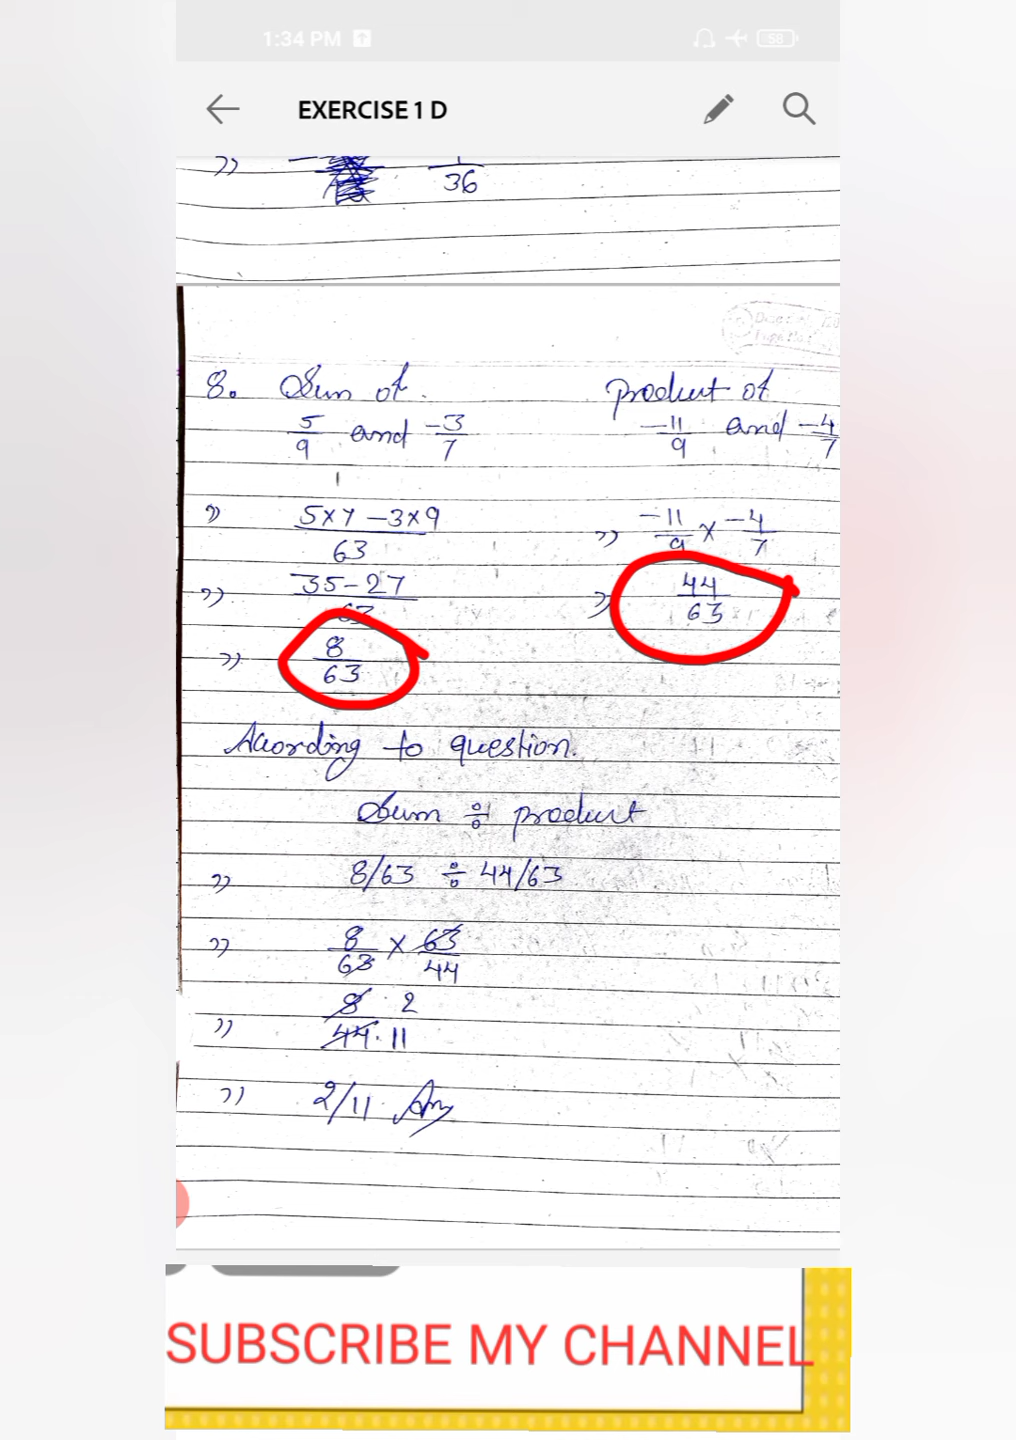 1:34 PM 58
EXERCISE 1 D
36
8. Sum of
5/9 and -3/7
product of
-11/9 and -4/7
5×7 -3×9
63
35-27
63
8
63
-11/9 × -4/7
44
63
According to question.
Sum ÷ product
8/63 ÷ 44/63
8/63 × 63/44
8 2
44. 11
2/11 Ans
SUBSCRIBE MY CHANNEL